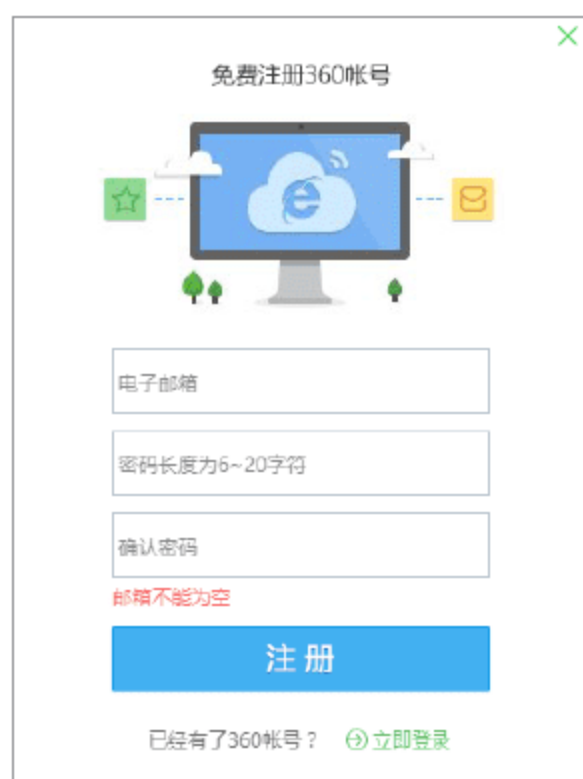 免费注册360帐号
电子邮箱
密码长度为6~20字符
确认密码
邮箱不能为空
注 册
已经有了360帐号？ 立即登录